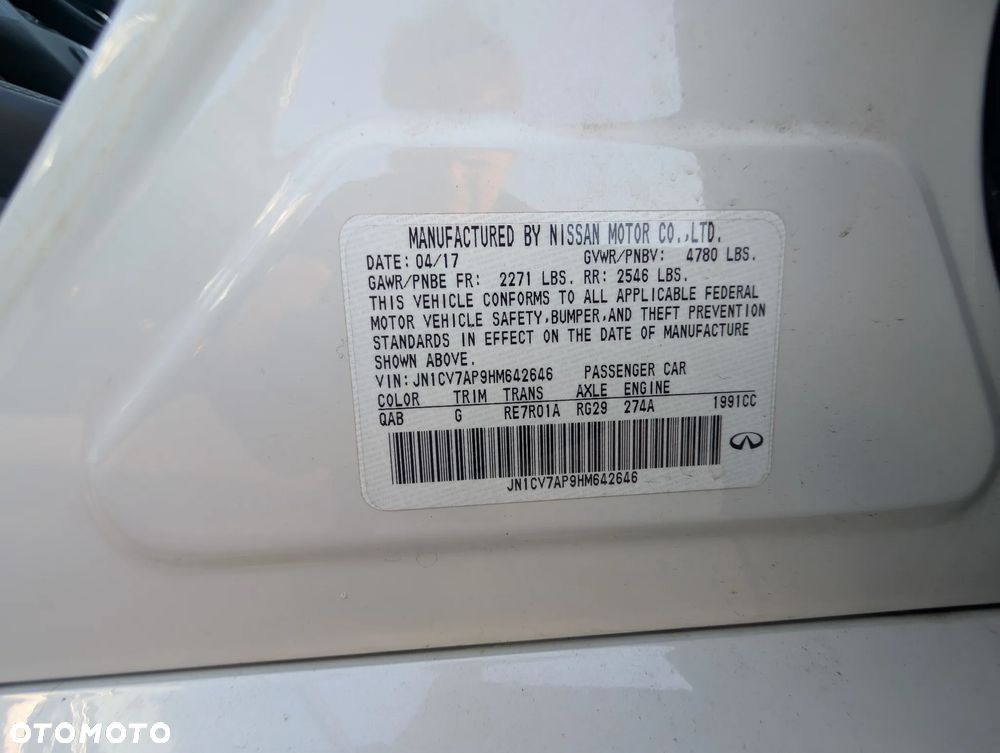 MANUFACTURED BY NISSAN MOTOR CO.,LTD.
DATE: 04/17 GVWR/PNBV: 4780 LBS.
GAWR/PNBE FR: 2271 LBS. RR: 2546 LBS.
THIS VEHICLE CONFORMS TO ALL APPLICABLE FEDERAL
MOTOR VEHICLE SAFETY,BUMPER,AND THEFT PREVENTION
STANDARDS IN EFFECT ON THE DATE OF MANUFACTURE
SHOWN ABOVE.
VIN: JN1CV7AP9HM642646 PASSENGER CAR
COLOR TRIM TRANS AXLE ENGINE
QAB G RE7R01A RG29 274A 1991CC
JN1CV7AP9HM642646
OTOMOTO